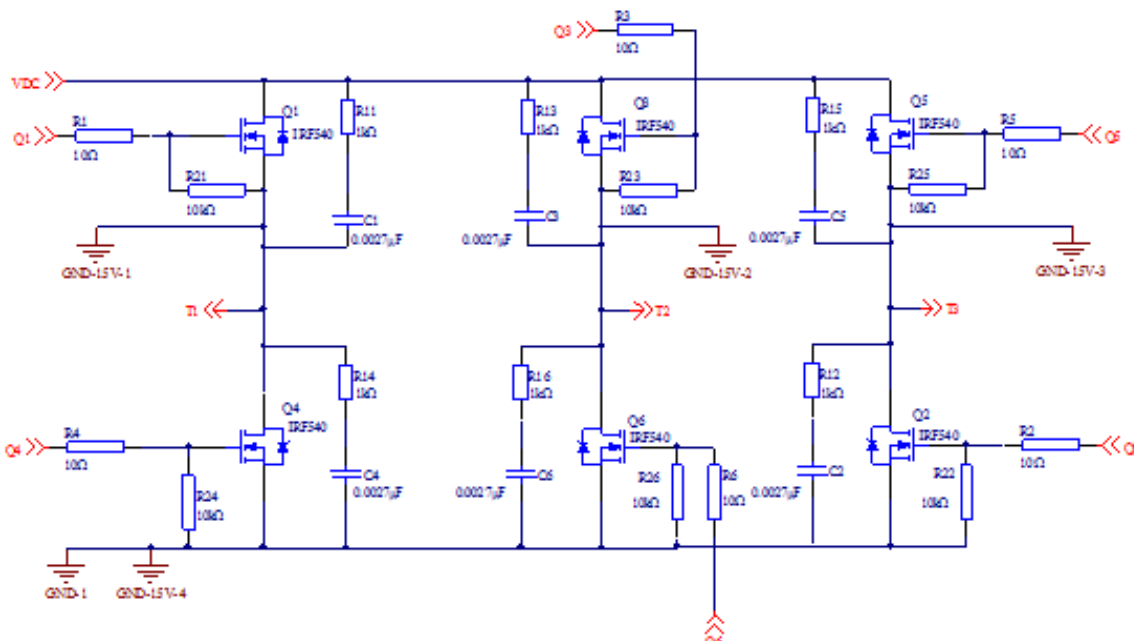 Q3
R3
10Ω
VDC
Q1
R1
10Ω
Q1
IRF540
R11
1kΩ
R21
10kΩ
C1
0.0027μF
GND-15V-1
R13
1kΩ
Q3
IRF540
R23
10kΩ
C3
0.0027μF
GND-15V-2
R15
1kΩ
Q5
IRF540
R5
10Ω
Q5
R25
10kΩ
C5
0.0027μF
GND-15V-3
T1
T2
T3
Q4
R4
10Ω
Q4
IRF540
R14
1kΩ
R24
10kΩ
C4
0.0027μF
R16
1kΩ
Q6
IRF540
C6
0.0027μF
R26
10kΩ
R6
10Ω
R12
1kΩ
Q2
IRF540
R2
10Ω
C2
0.0027μF
R22
10kΩ
GND-1
GND-15V-4